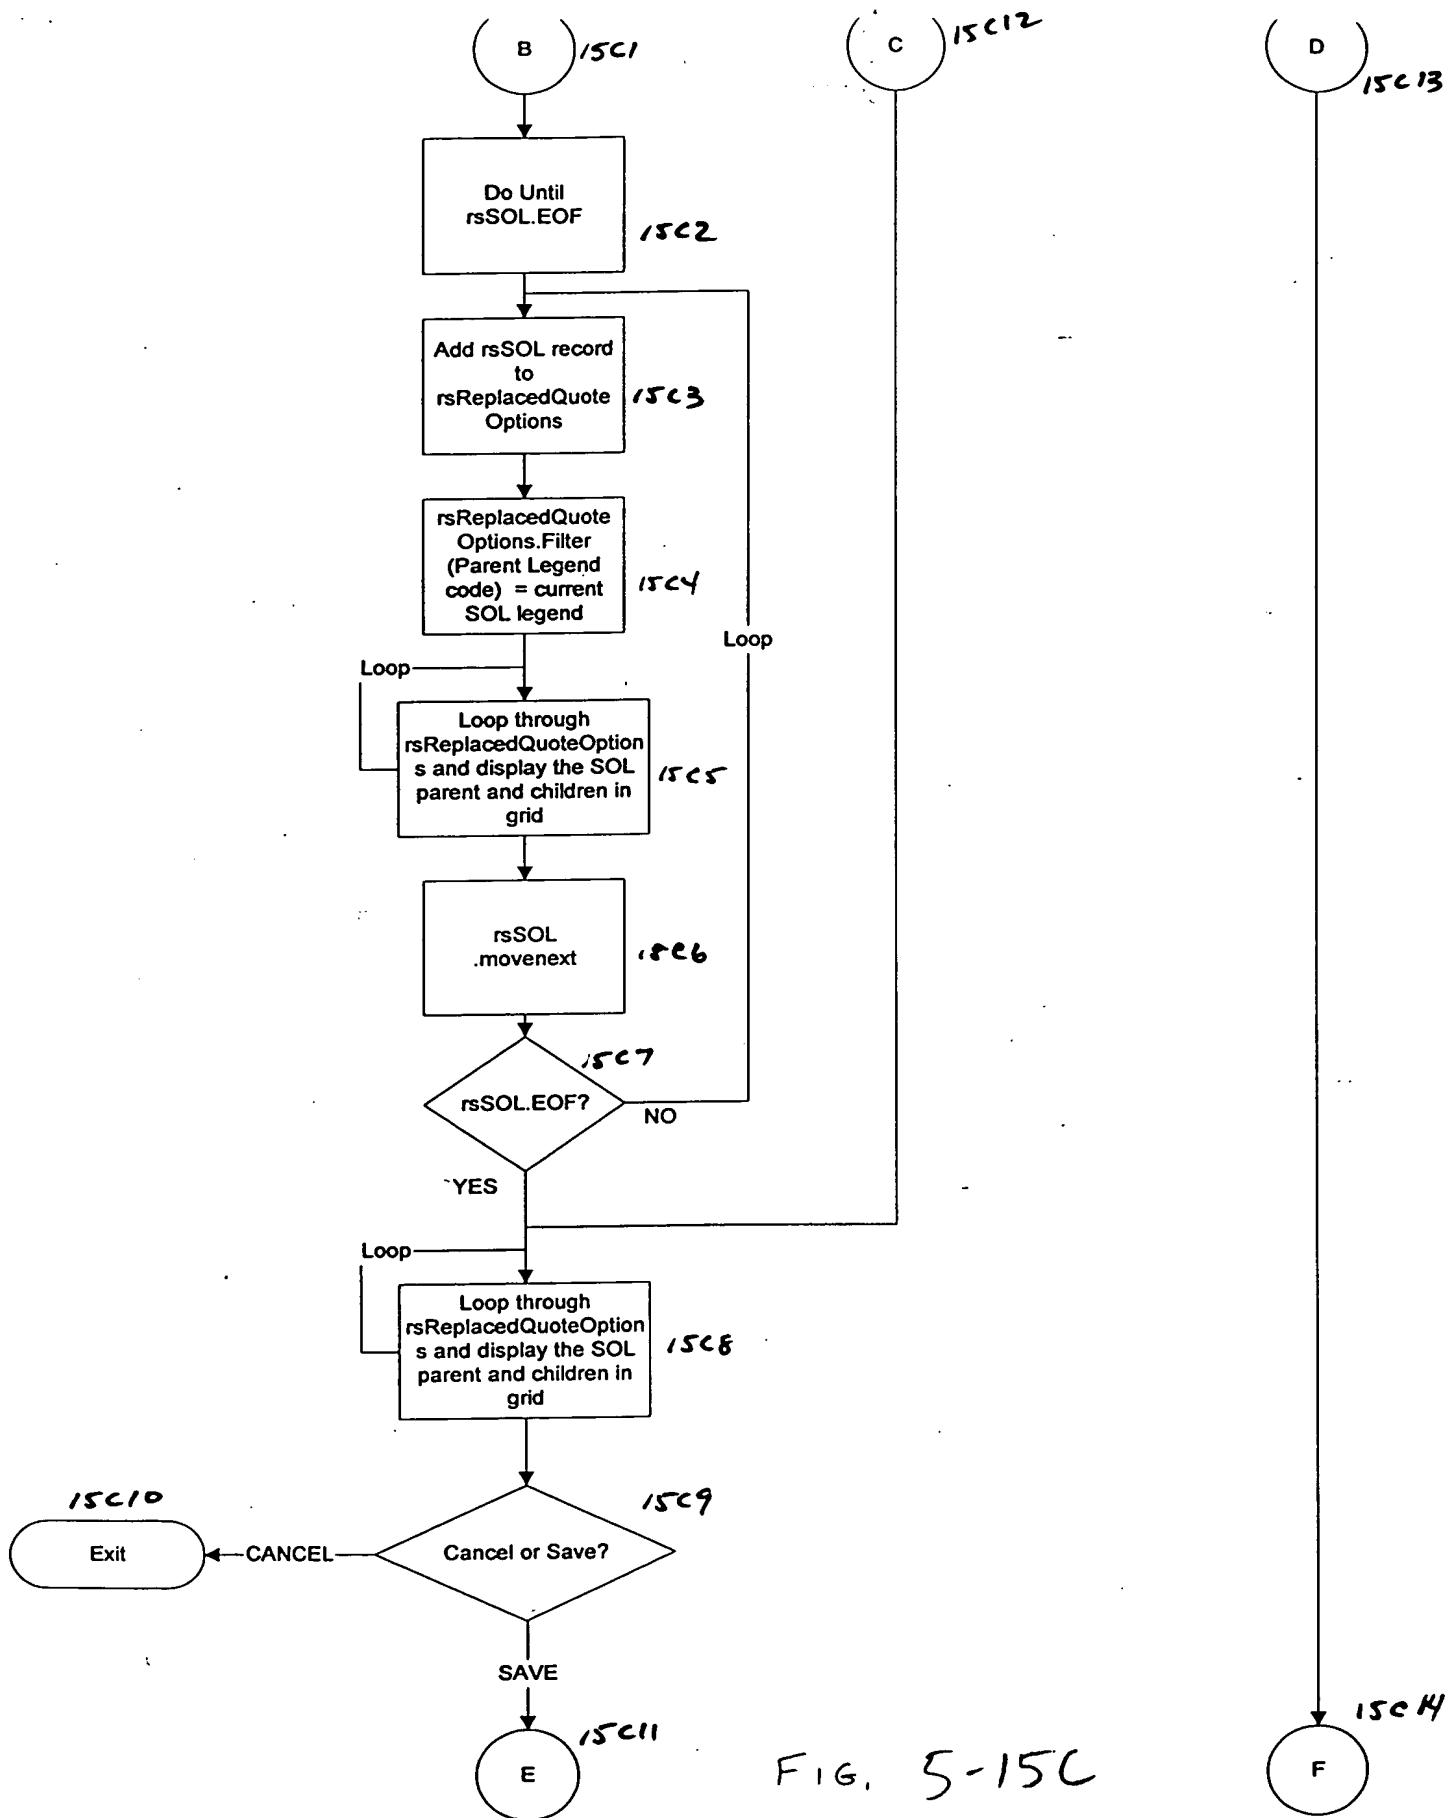 B
15C1
C
15C12
D
15C13
Do Until
rsSOL.EOF
15C2
Add rsSOL record
to
rsReplacedQuote
Options
15C3
rsReplacedQuote
Options.Filter
(Parent Legend
code) = current
SOL legend
15C4
Loop
Loop
Loop through
rsReplacedQuoteOption
s and display the SOL
parent and children in
grid
15C5
rsSOL
.movenext
15C6
15C7
rsSOL.EOF?
NO
YES
Loop
Loop through
rsReplacedQuoteOption
s and display the SOL
parent and children in
grid
15C8
15C10
15C9
Exit
CANCEL
Cancel or Save?
SAVE
15C11
E
15C14
F
FIG. 5-15C